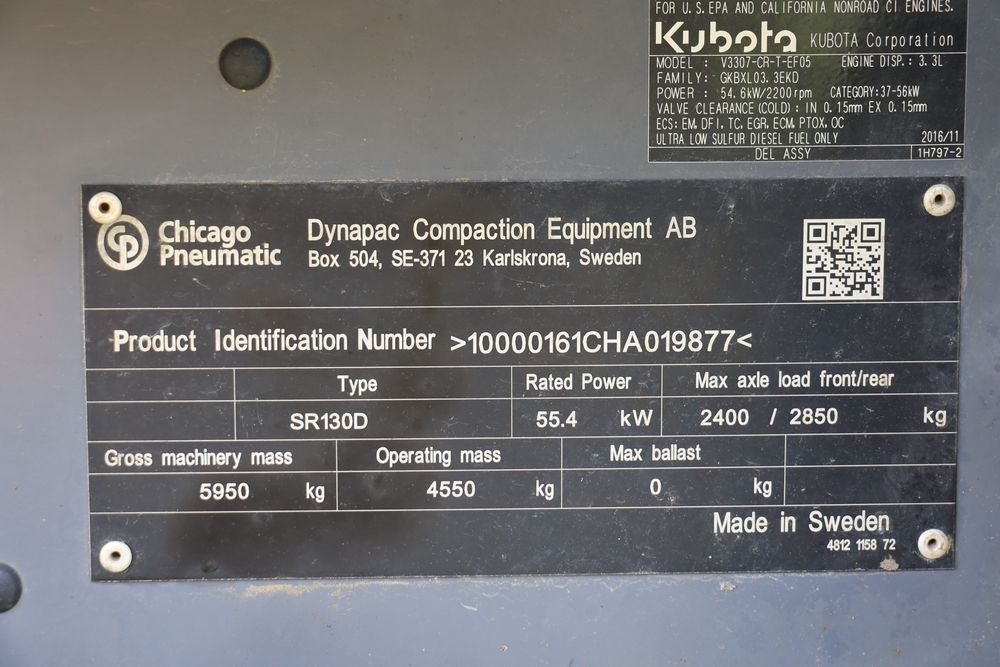 FOR U.S. EPA AND CALIFORNIA NONROAD CI ENGINES.
Kubota KUBOTA Corporation
MODEL : V3307-CR-T-EF05 ENGINE DISP.: 3.3L
FAMILY: GKBXL03.3EKD
POWER : 54.6kW/2200rpm CATEGORY:37-56kW
VALVE CLEARANCE(COLD): IN 0.15mm EX 0.15mm
ECS: EM, DFI, TC, EGR, ECM, PTOX, OC
ULTRA LOW SULFUR DIESEL FUEL ONLY 2016/11
DEL ASSY 1H797-2
CP Chicago Pneumatic
Dynapac Compaction Equipment AB
Box 504, SE-371 23 Karlskrona, Sweden
Product Identification Number >10000161CHA019877<
Type Rated Power Max axle load front/rear
SR130D 55.4 kW 2400 / 2850 kg
Gross machinery mass Operating mass Max ballast
5950 kg 4550 kg 0 kg
Made in Sweden
4812 1158 72